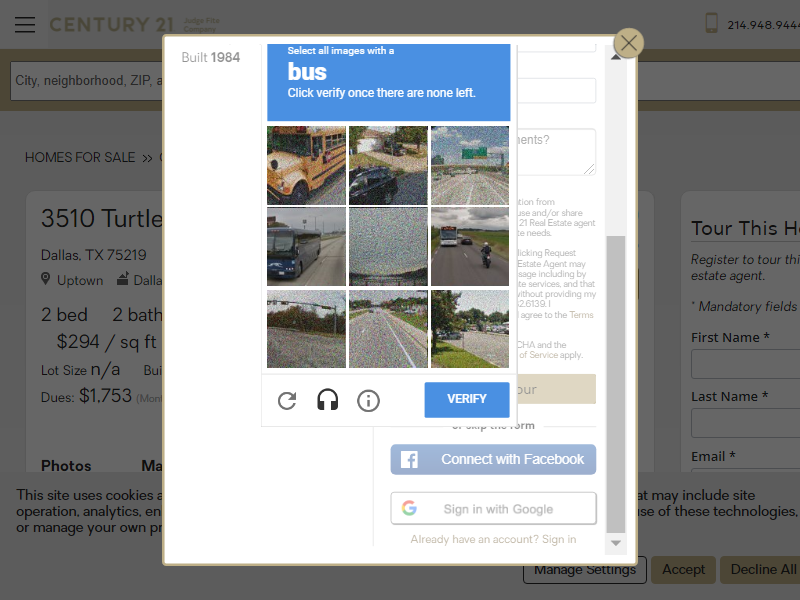 CENTURY 21
Judge Fite
Company
214.948.944
City, neighborhood, ZIP, a
HOMES FOR SALE >>
3510 Turtle
Dallas, TX 75219
Uptown
Dalla
2 bed 2 bath
$294 / sq ft
Lot Size n/a Bui
Dues: $1,753 (Mont
Photos Ma
Built 1984
Select all images with a
bus
Click verify once there are none left.
VERIFY
ents?
tion from
use and/or share
21 Real Estate agent
te needs.
licking Request
Estate Agent may
sage including by
te services, and that
without providing my
2.6139. I
agree to the Terms
CHA and the
of Service apply.
our
or skip the form
Connect with Facebook
Sign in with Google
Already have an account? Sign in
Tour This H
Register to tour thi
estate agent.
* Mandatory fields
First Name *
Last Name *
Email *
This site uses cookies a
at may include site
operation, analytics, en
use of these technologies,
or manage your own pr
Manage Settings
Accept
Decline All